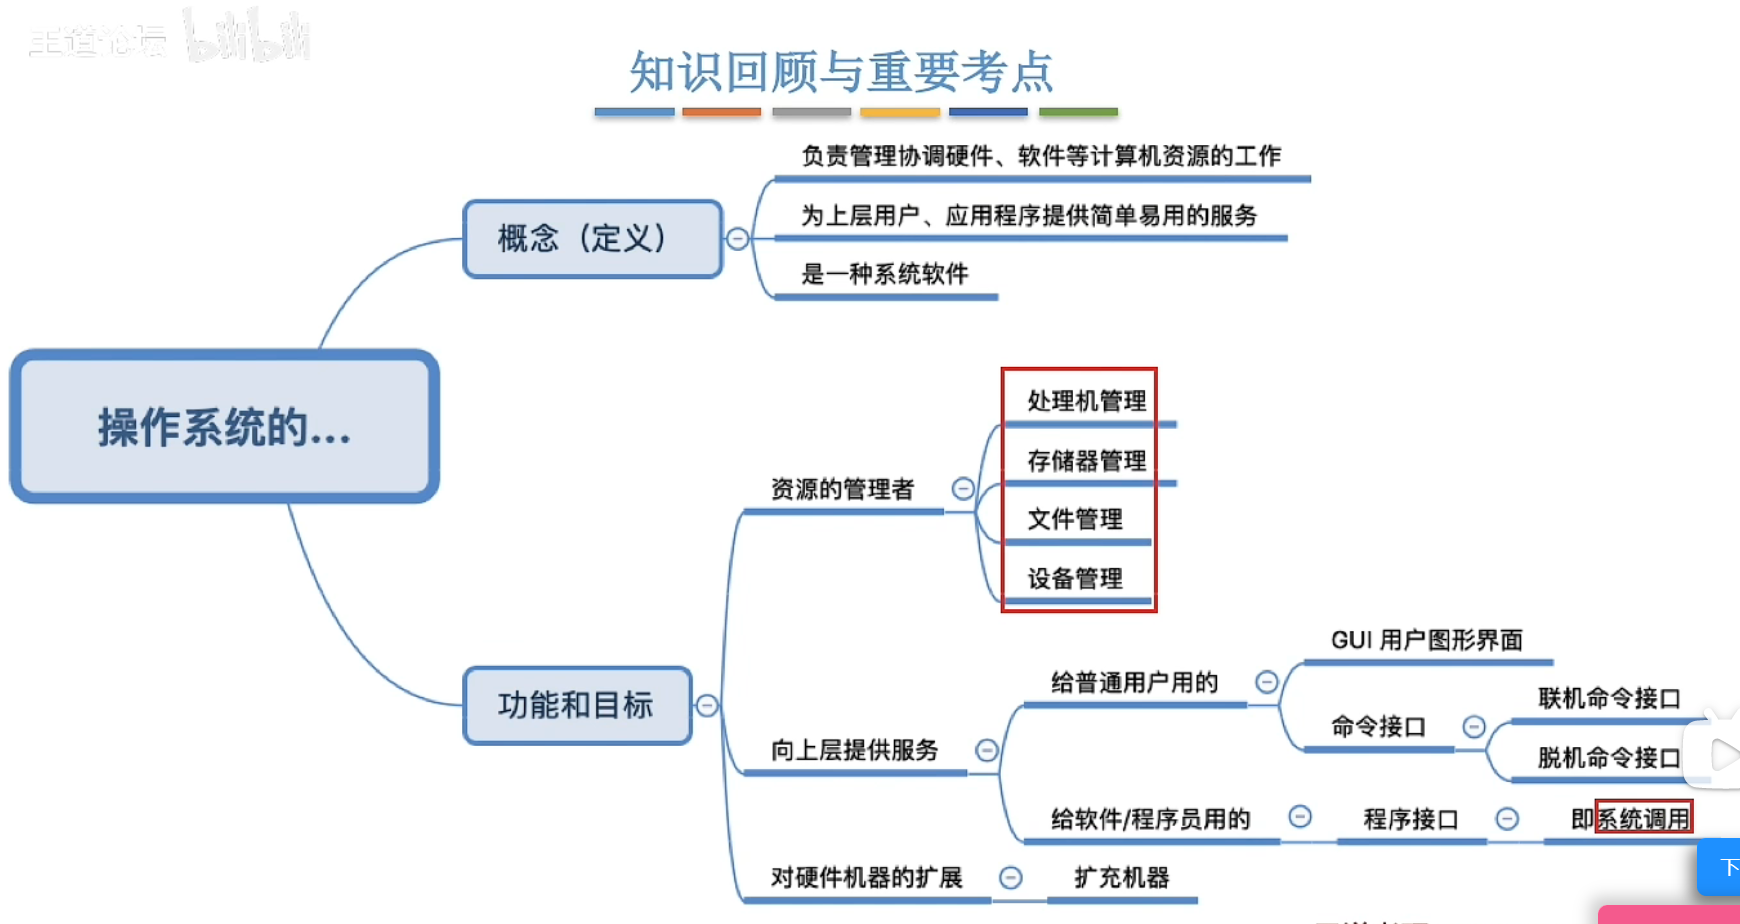 王道论坛 bilibili
知识回顾与重要考点
负责管理协调硬件、软件等计算机资源的工作
概念（定义）
为上层用户、应用程序提供简单易用的服务
是一种系统软件
操作系统的...
处理机管理
存储器管理
资源的管理者
文件管理
设备管理
功能和目标
GUI 用户图形界面
给普通用户用的
联机命令接口
命令接口
脱机命令接口
向上层提供服务
给软件/程序员用的
程序接口
即系统调用
对硬件机器的扩展
扩充机器
下